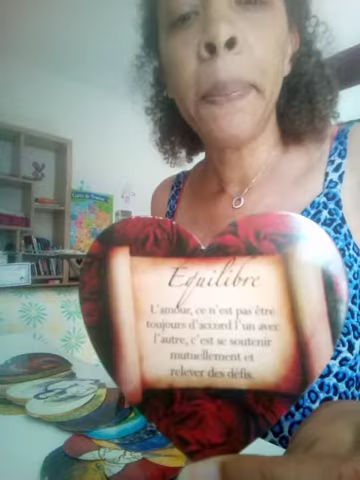 Equilibre
L'amour, ce n'est pas être
toujours d'accord l'un avec
l'autre, c'est se soutenir
mutuellement et
relever des défis.